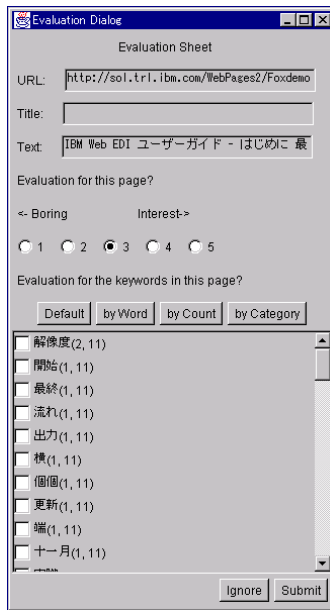 Evaluation Dialog
Evaluation Sheet
URL: http://sol.trl.ibm.com/WebPages2/Foxdemo
Title:
Text: IBM Web EDI ユーザーガイド - はじめに 最
Evaluation for this page?
<- Boring Interest->
1 2 3 4 5
Evaluation for the keywords in this page?
Default by Word by Count by Category
解像度(2, 11)
開始(1, 11)
最終(1, 11)
流れ(1, 11)
出力(1, 11)
横(1, 11)
個個(1, 11)
更新(1, 11)
端(1, 11)
十一月(1, 11)
Ignore Submit